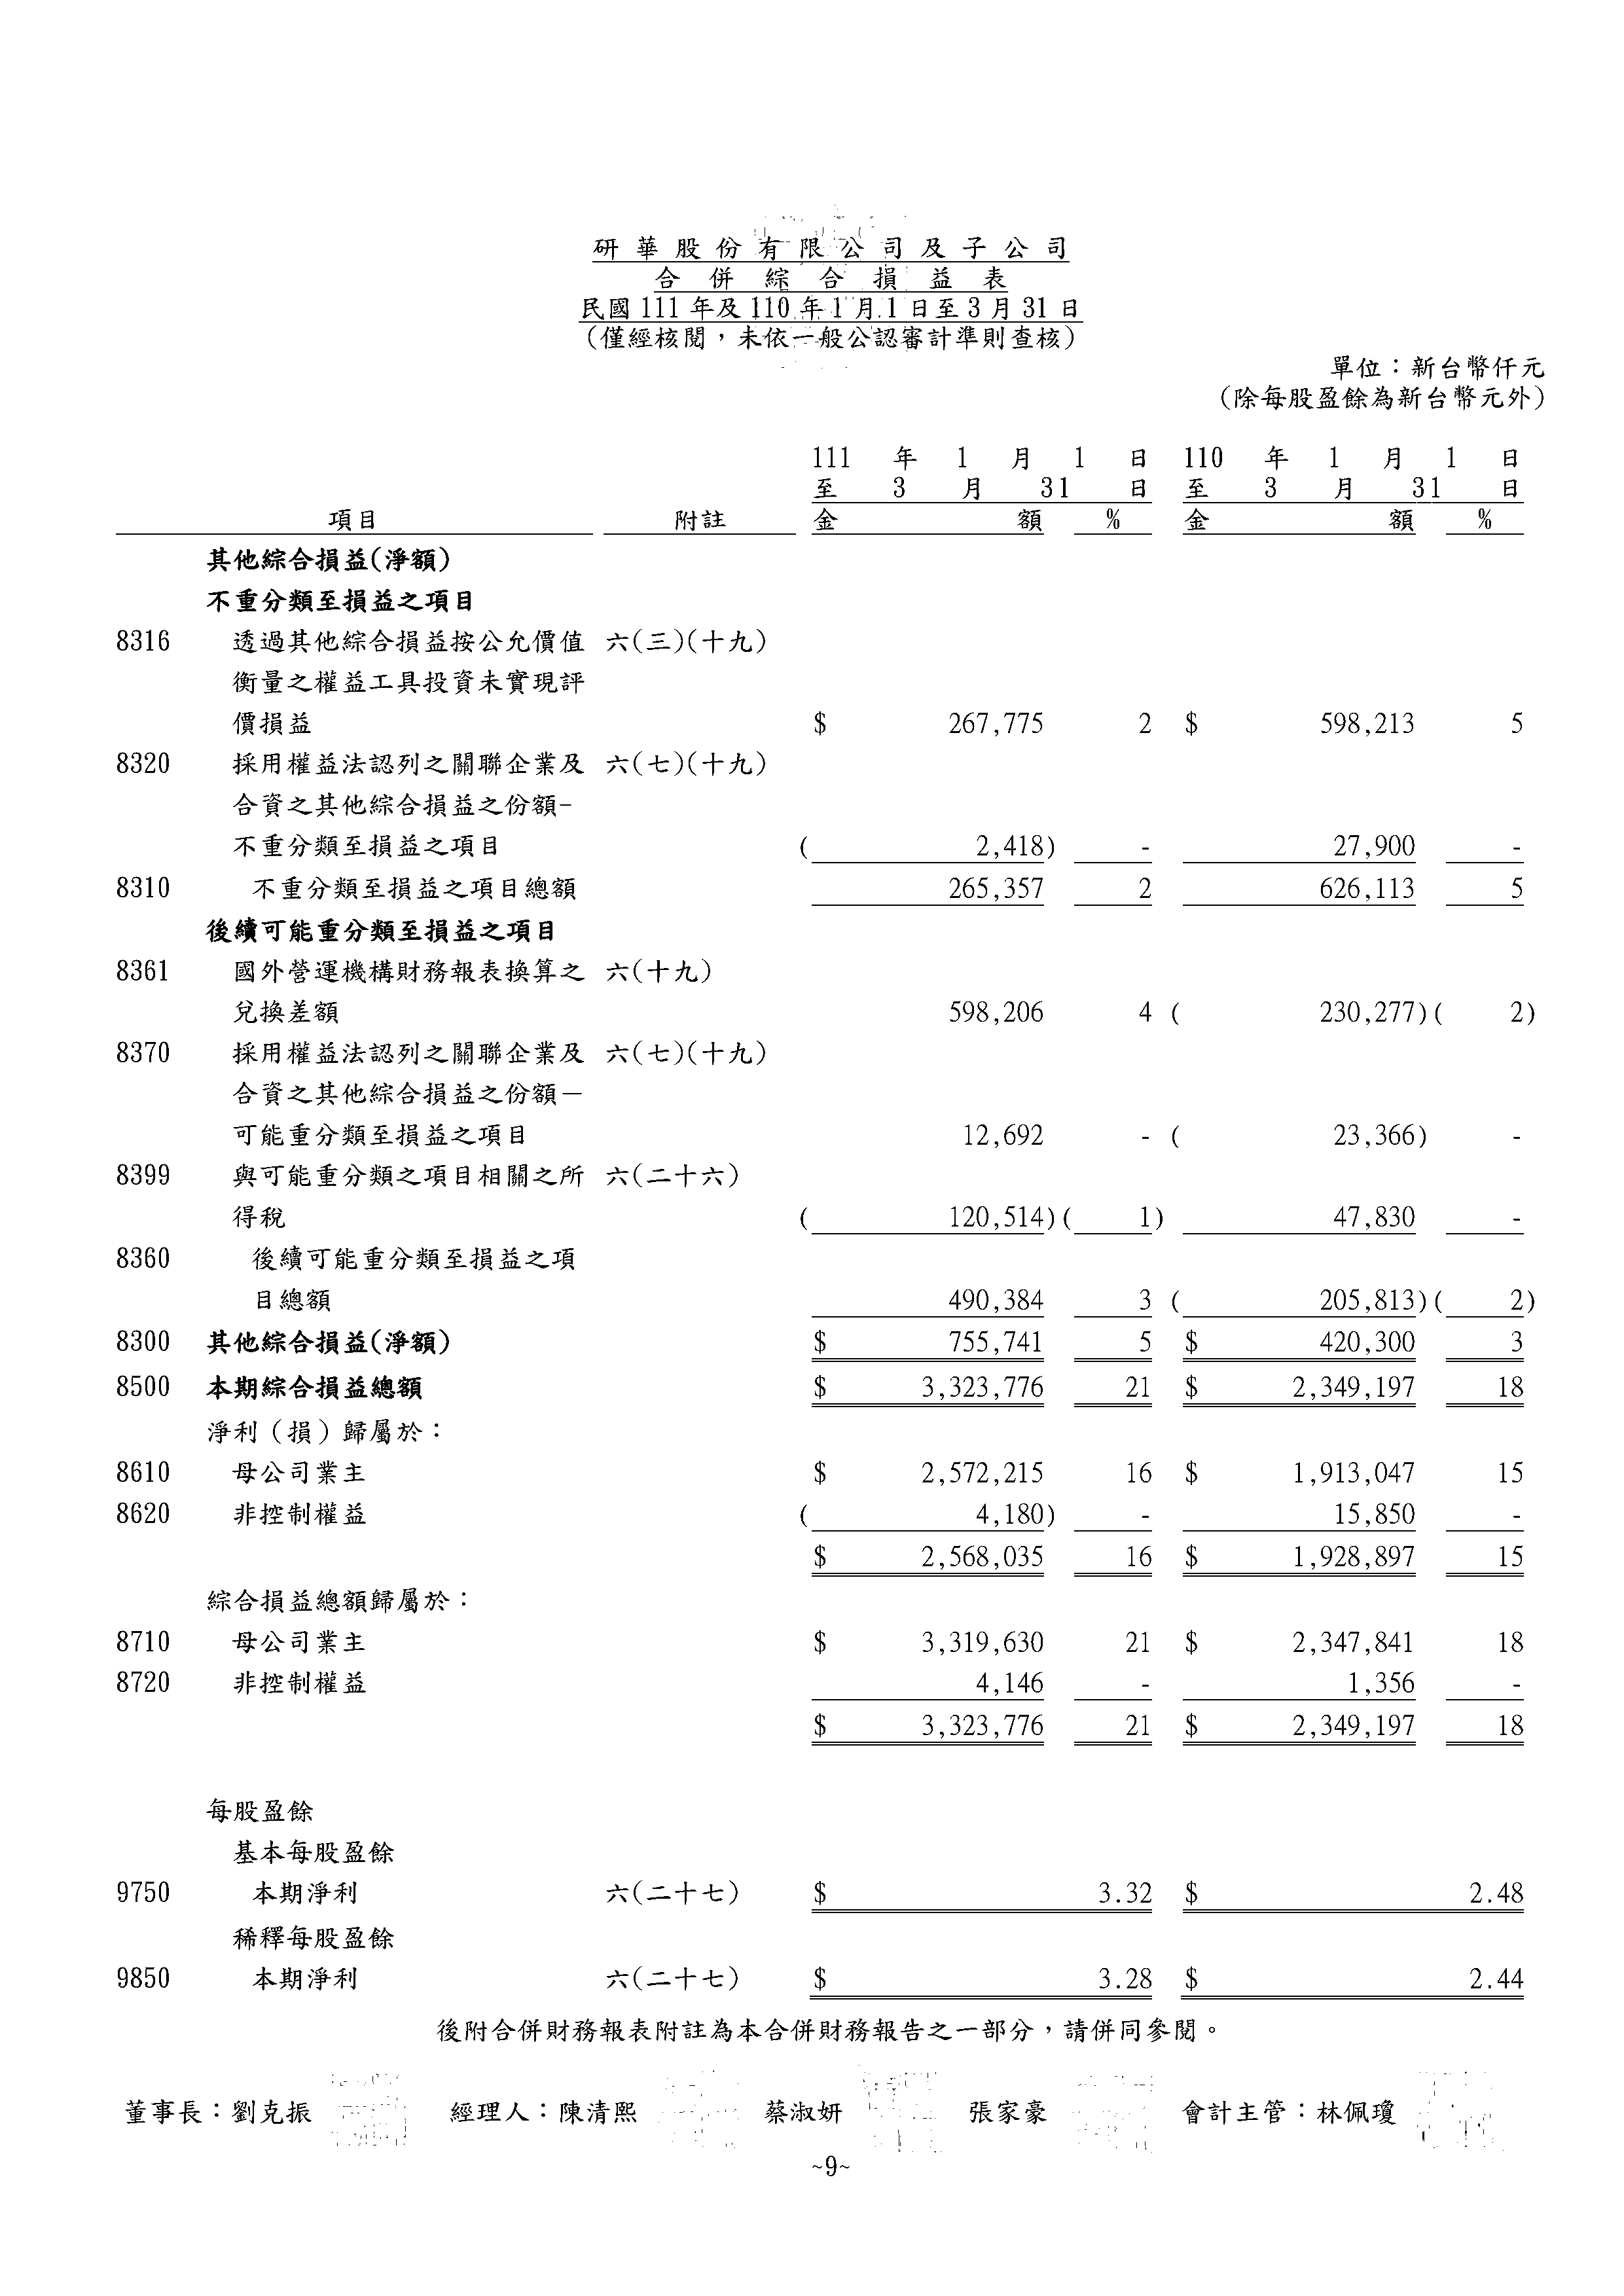 研華股份有限公司及子公司
合併綜合損益表
民國 111 年及 110 年 1 月 1 日至 3 月 31 日
(僅經核閱，未依一般公認審計準則查核)
單位：新台幣仟元
(除每股盈餘為新台幣元外)
111 年 1 月 1 日 110 年 1 月 1 日
至 3 月 31 日 至 3 月 31 日
項目 附註 金額 % 金額 %
其他綜合損益(淨額)
不重分類至損益之項目
8316 透過其他綜合損益按公允價值 六(三)(十九)
衡量之權益工具投資未實現評
價損益 $ 267,775 2 $ 598,213 5
8320 採用權益法認列之關聯企業及 六(七)(十九)
合資之其他綜合損益之份額-
不重分類至損益之項目 ( 2,418) - 27,900 -
8310 不重分類至損益之項目總額 265,357 2 626,113 5
後續可能重分類至損益之項目
8361 國外營運機構財務報表換算之 六(十九)
兌換差額 598,206 4 ( 230,277)( 2)
8370 採用權益法認列之關聯企業及 六(七)(十九)
合資之其他綜合損益之份額－
可能重分類至損益之項目 12,692 - ( 23,366) -
8399 與可能重分類之項目相關之所 六(二十六)
得稅 ( 120,514)( 1) 47,830 -
8360 後續可能重分類至損益之項
目總額 490,384 3 ( 205,813)( 2)
8300 其他綜合損益(淨額) $ 755,741 5 $ 420,300 3
8500 本期綜合損益總額 $ 3,323,776 21 $ 2,349,197 18
淨利（損）歸屬於：
8610 母公司業主 $ 2,572,215 16 $ 1,913,047 15
8620 非控制權益 ( 4,180) - 15,850 -
$ 2,568,035 16 $ 1,928,897 15
綜合損益總額歸屬於：
8710 母公司業主 $ 3,319,630 21 $ 2,347,841 18
8720 非控制權益 4,146 - 1,356 -
$ 3,323,776 21 $ 2,349,197 18
每股盈餘
基本每股盈餘
9750 本期淨利 六(二十七) $ 3.32 $ 2.48
稀釋每股盈餘
9850 本期淨利 六(二十七) $ 3.28 $ 2.44
後附合併財務報表附註為本合併財務報告之一部分，請併同參閱。
董事長：劉克振 經理人：陳清熙 蔡淑妍 張家豪 會計主管：林佩瓊
~9~